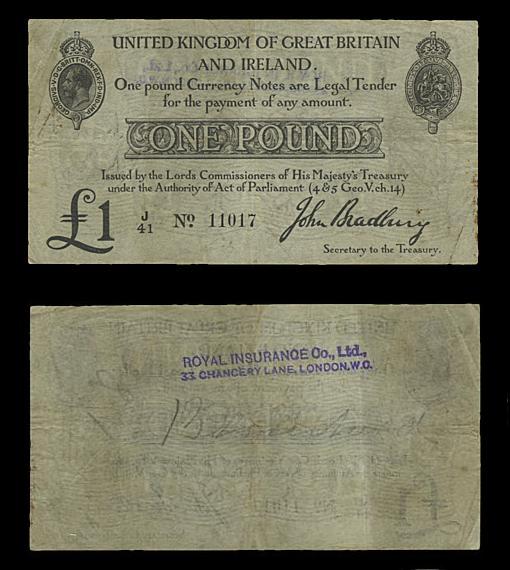 UNITED KINGDOM OF GREAT BRITAIN
AND IRELAND.
One pound Currency Notes are Legal Tender
for the payment of any amount.
ONE POUND
Issued by the Lords Commissioners of His Majesty's Treasury
under the Authority of Act of Parliament (4 & 5 Geo.V.ch.14)
£1 J/41 Nº 11017 John Bradbury
Secretary to the Treasury.
ROYAL INSURANCE Co., Ltd.,
33 CHANCERY LANE, LONDON.W.C.